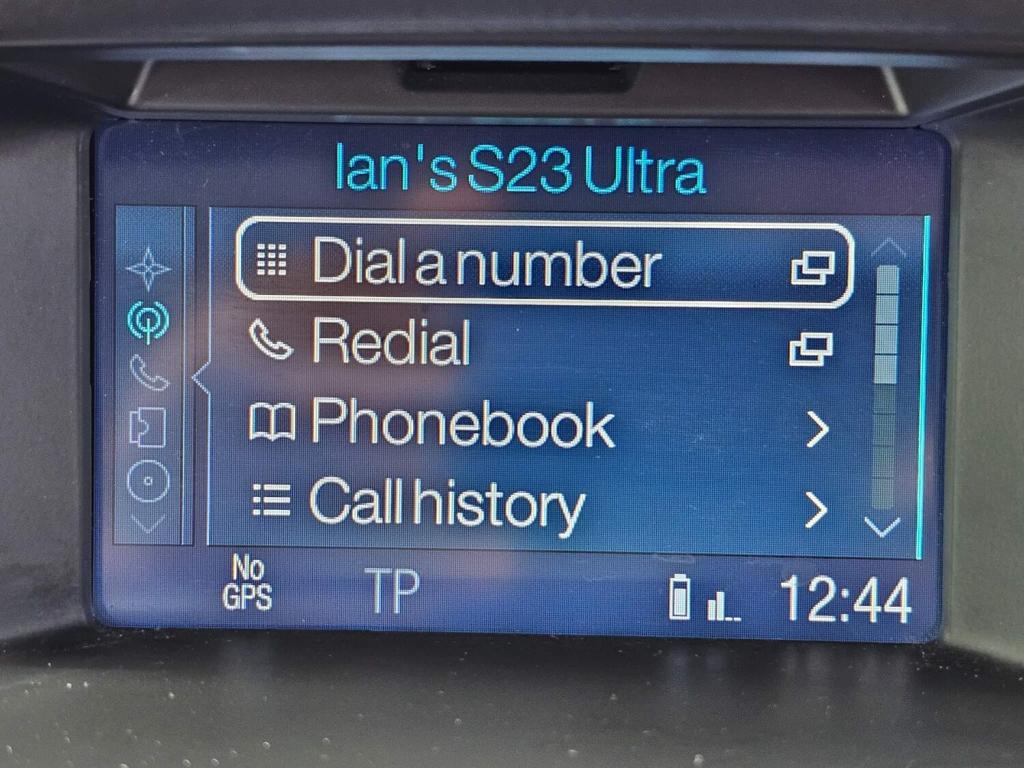 Ian's S23 Ultra
Dial a number
Redial
Phonebook
Call history
No
GPS
TP
12:44